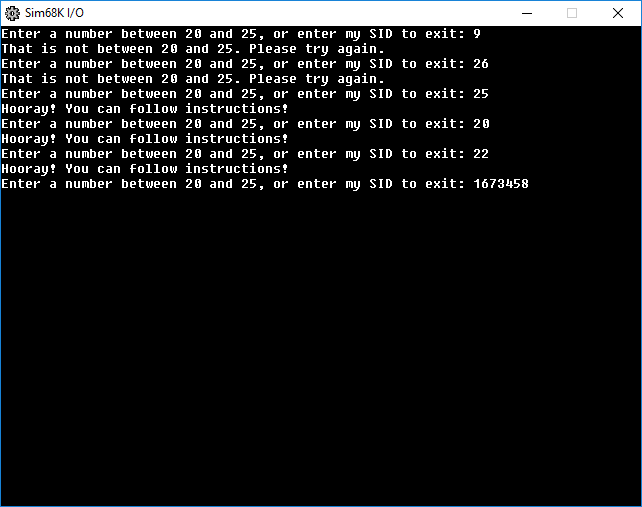 Sim68K I/O
Enter a number between 20 and 25, or enter my SID to exit: 9
That is not between 20 and 25. Please try again.
Enter a number between 20 and 25, or enter my SID to exit: 26
That is not between 20 and 25. Please try again.
Enter a number between 20 and 25, or enter my SID to exit: 25
Hooray! You can follow instructions!
Enter a number between 20 and 25, or enter my SID to exit: 20
Hooray! You can follow instructions!
Enter a number between 20 and 25, or enter my SID to exit: 22
Hooray! You can follow instructions!
Enter a number between 20 and 25, or enter my SID to exit: 1673458